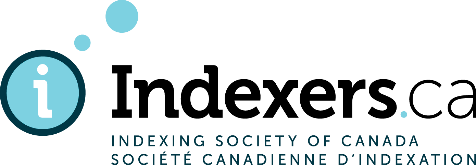 i Indexers.ca
INDEXING SOCIETY OF CANADA
SOCIÉTÉ CANADIENNE D'INDEXATION